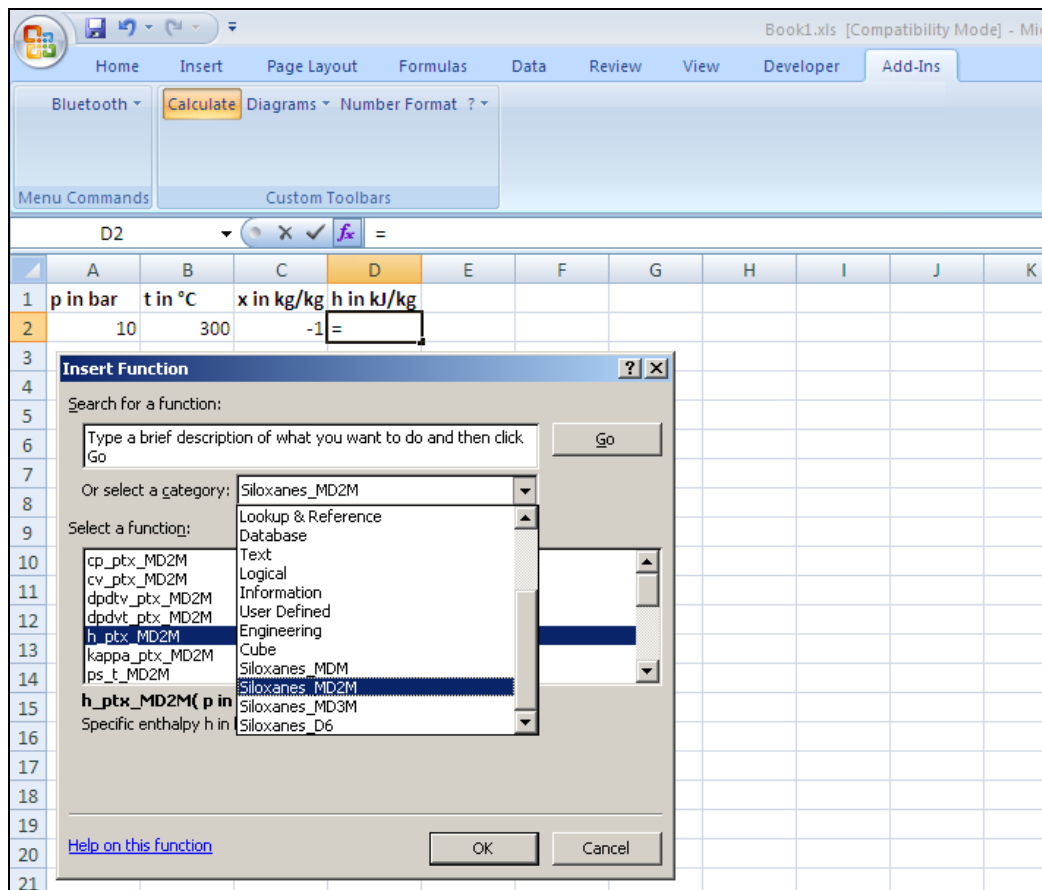 Book1.xls [Compatibility Mode] - Mi
Home Insert Page Layout Formulas Data Review View Developer Add-Ins
Bluetooth Calculate Diagrams Number Format ?
Menu Commands Custom Toolbars
D2 fx =
A B C D E F G H I J K
1 p in bar t in °C x in kg/kg h in kJ/kg
2 10 300 -1 =
3
Insert Function ? X
4
Search for a function:
5
6
Type a brief description of what you want to do and then click Go
Go
7
Or select a category: Siloxanes_MD2M
8
Lookup & Reference
9
Select a function:
Database
10
cp_ptx_MD2M
Text
cv_ptx_MD2M
Logical
11
dpdtv_ptx_MD2M
Information
12
dpdvt_ptx_MD2M
User Defined
h_ptx_MD2M
Engineering
13
kappa_ptx_MD2M
Cube
14
ps_t_MD2M
Siloxanes_MDM
Siloxanes_MD2M
15
h_ptx_MD2M( p in
Siloxanes_MD3M
16
Specific enthalpy h in
Siloxanes_D6
17
18
19
20
Help on this function OK Cancel
21